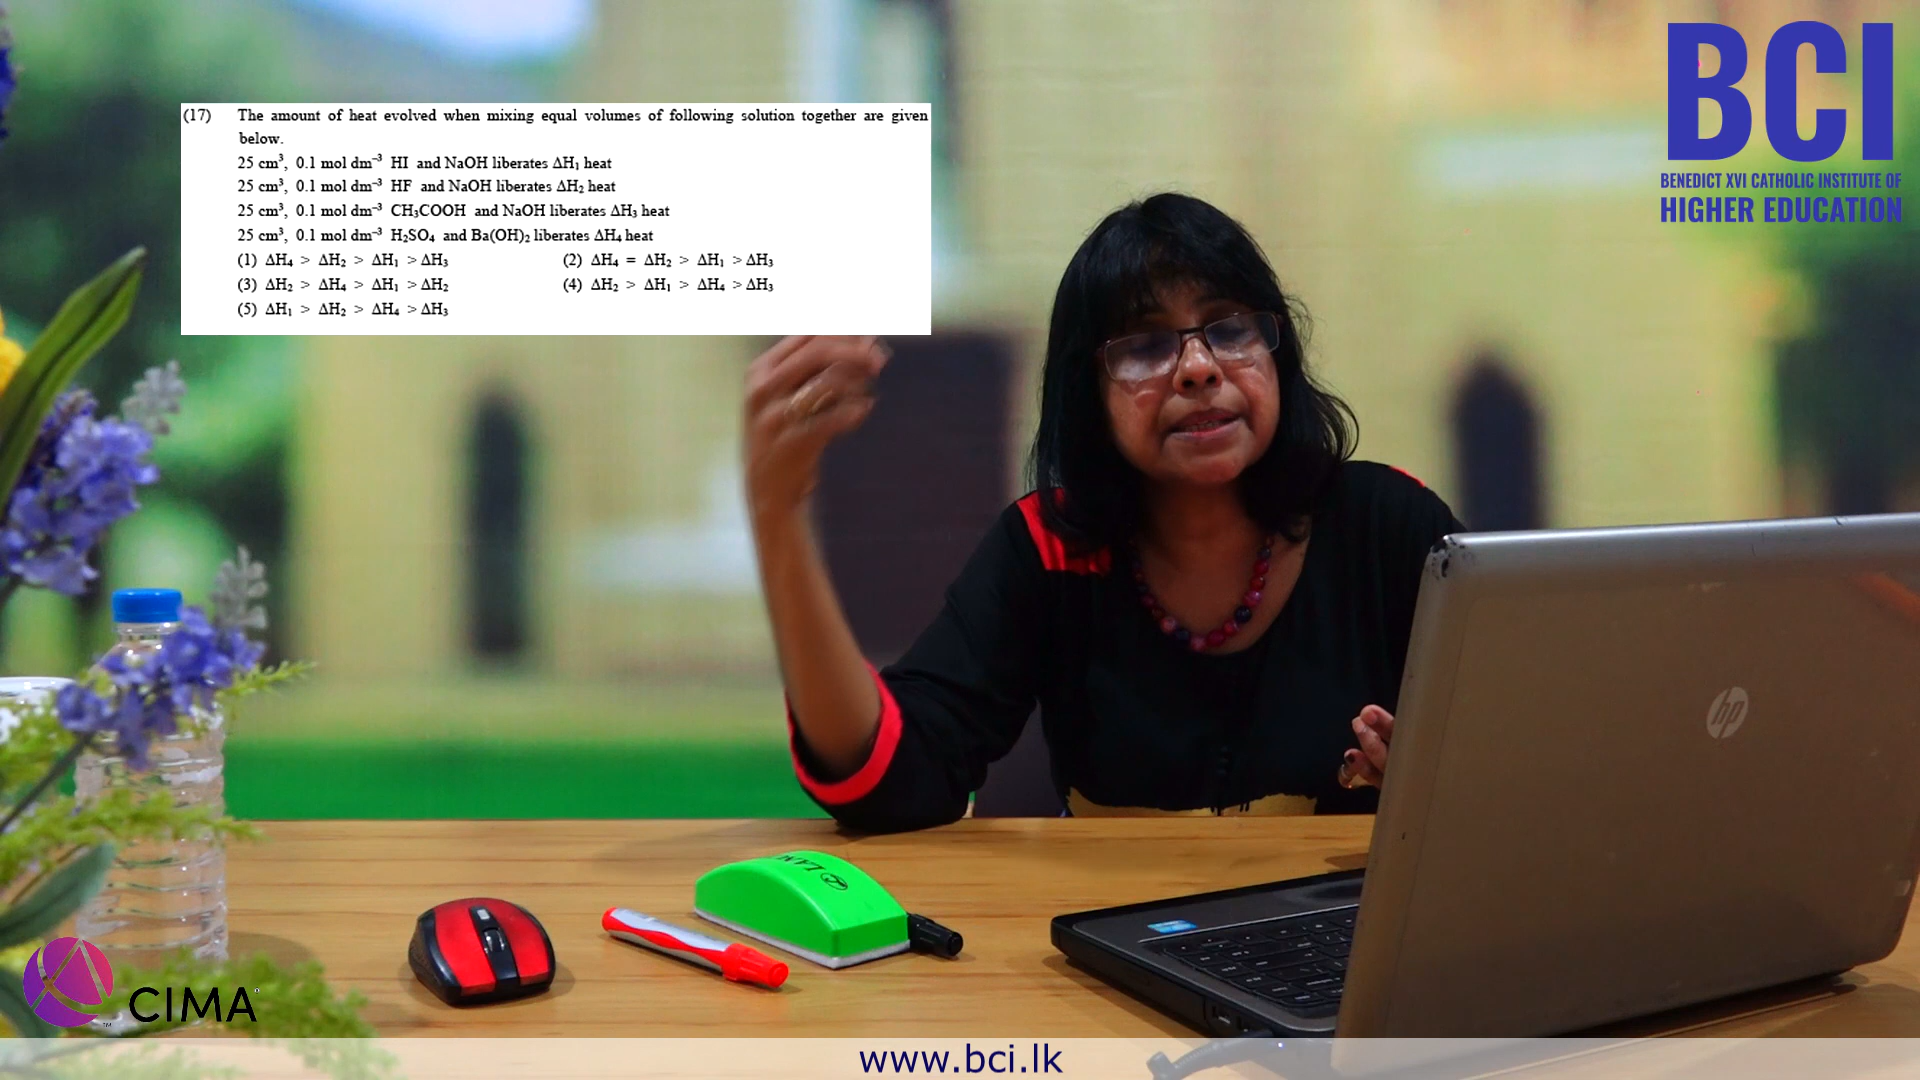 BCI
BENEDICT XVI CATHOLIC INSTITUTE OF
HIGHER EDUCATION
(17) The amount of heat evolved when mixing equal volumes of following solution together are given
below.
25 cm³, 0.1 mol dm⁻³ HI and NaOH liberates ΔH₁ heat
25 cm³, 0.1 mol dm⁻³ HF and NaOH liberates ΔH₂ heat
25 cm³, 0.1 mol dm⁻³ CH₃COOH and NaOH liberates ΔH₃ heat
25 cm³, 0.1 mol dm⁻³ H₂SO₄ and Ba(OH)₂ liberates ΔH₄ heat
(1) ΔH₄ > ΔH₂ > ΔH₁ > ΔH₃ (2) ΔH₄ = ΔH₂ > ΔH₁ > ΔH₃
(3) ΔH₂ > ΔH₄ > ΔH₁ > ΔH₂ (4) ΔH₂ > ΔH₁ > ΔH₄ > ΔH₃
(5) ΔH₁ > ΔH₂ > ΔH₄ > ΔH₃
hp
CIMA
www.bci.lk